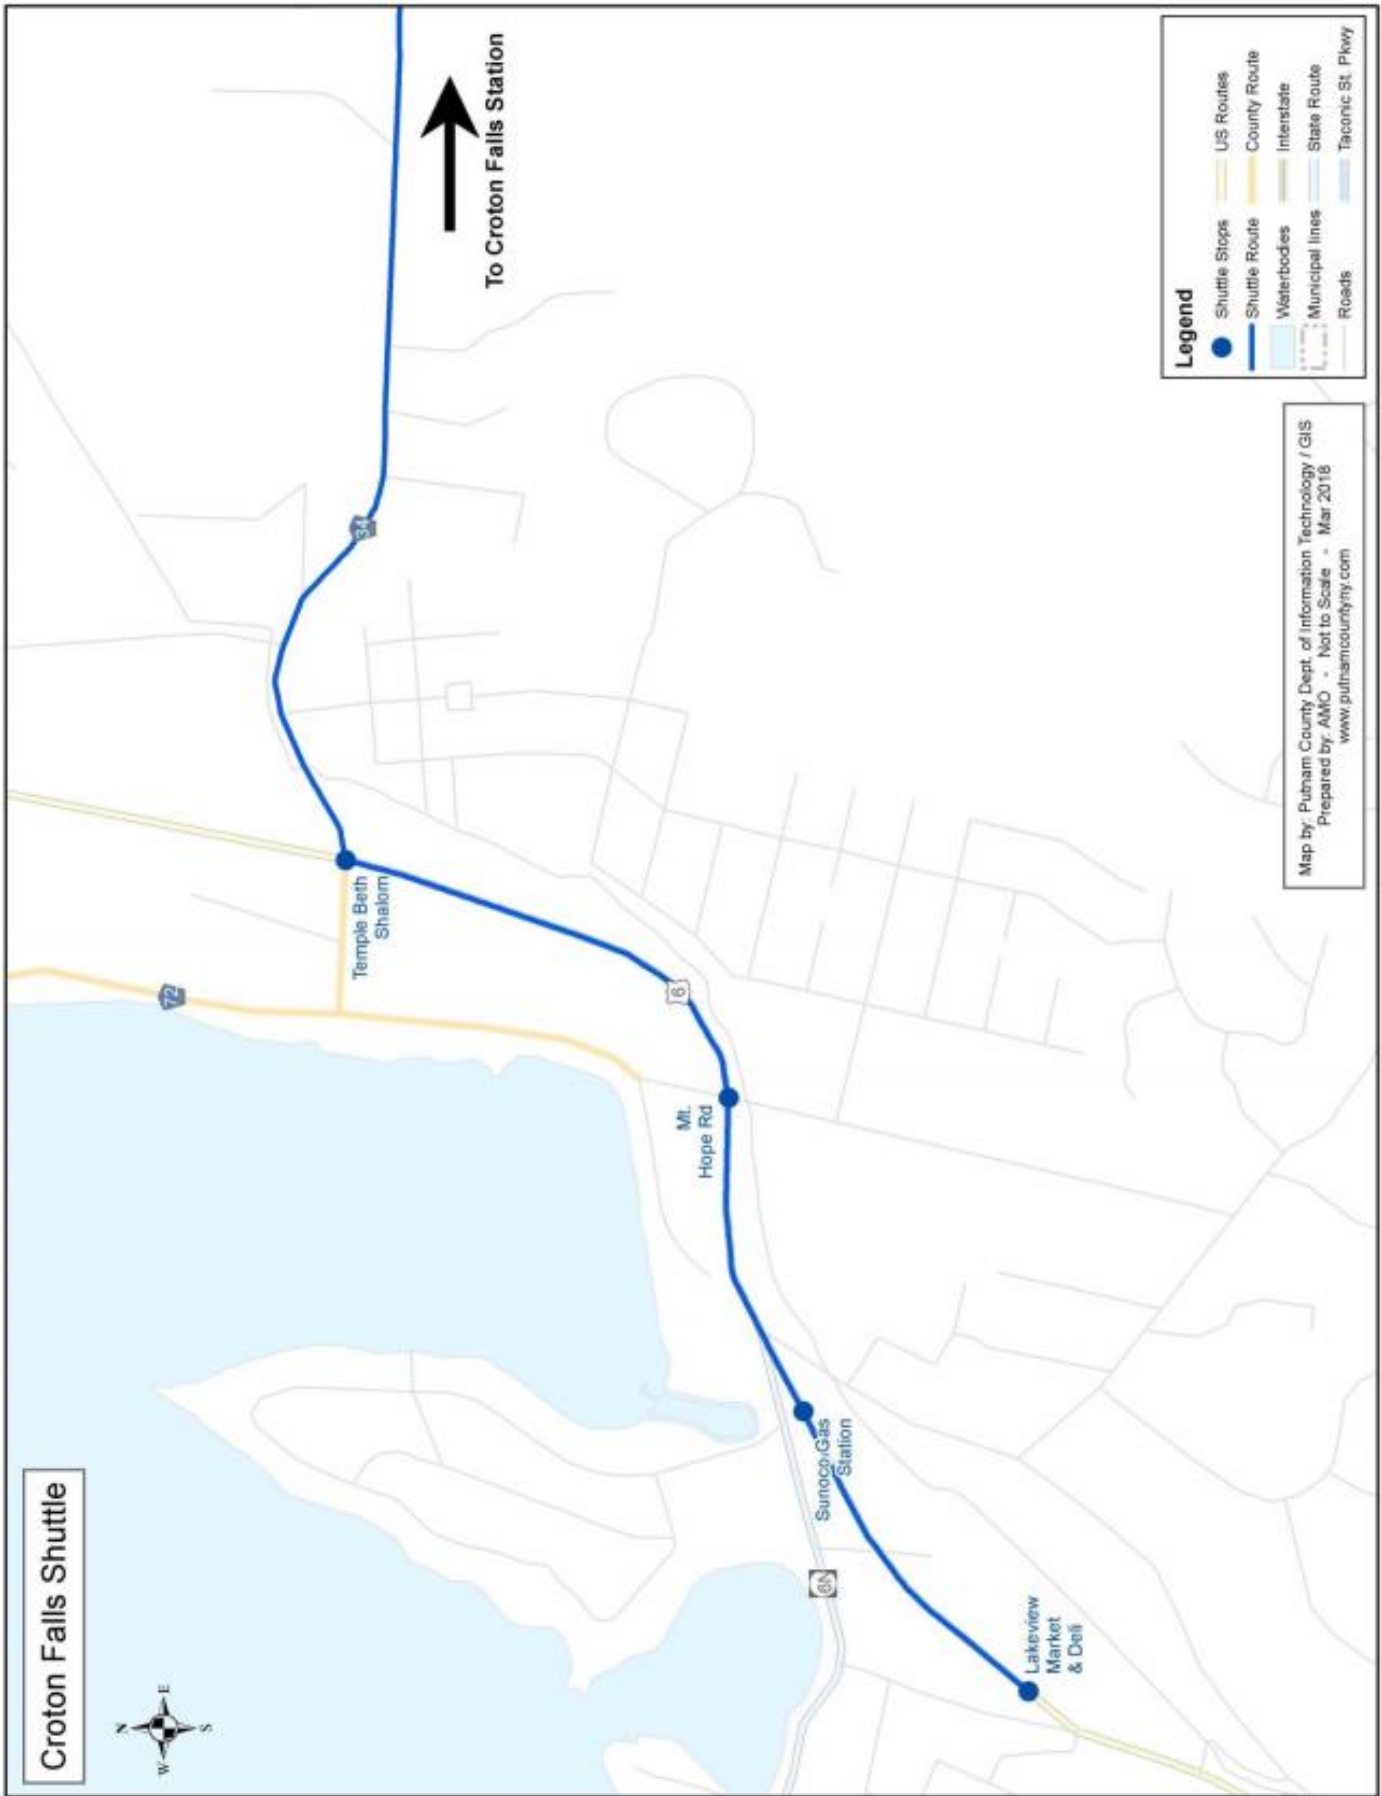 Croton Falls Shuttle
N
W
E
S
72
Temple Beth
Shalom
34
To Croton Falls Station
6
Mt.
Hope Rd
Sunoco Gas
Station
6N
Lakeview
Market
& Deli
Map by: Putnam County Dept. of Information Technology / GIS
Prepared by: AMO - Not to Scale - Mar 2018
www.putnamcountyny.com
Legend
Shuttle Stops
US Routes
Shuttle Route
County Route
Waterbodies
Interstate
Municipal lines
State Route
Roads
Taconic St. Pkwy